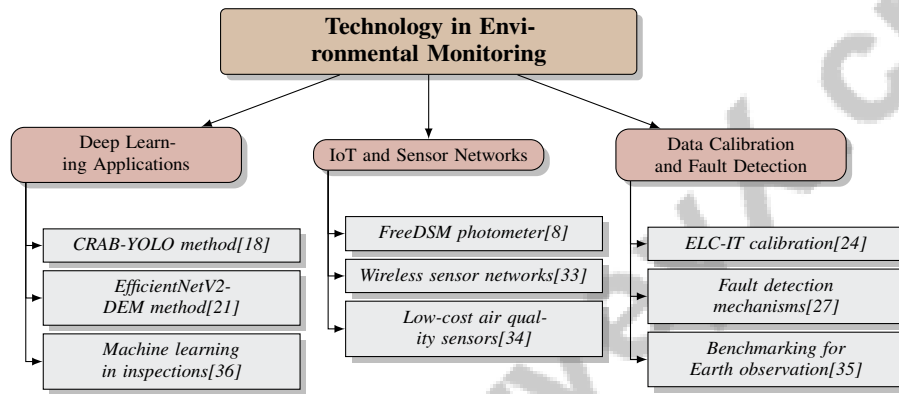 Technology in Envi-
ronmental Monitoring
Deep Learn-
ing Applications
CRAB-YOLO method[18]
EfficientNetV2-
DEM method[21]
Machine learning
in inspections[36]
IoT and Sensor Networks
FreeDSM photometer[8]
Wireless sensor networks[33]
Low-cost air qual-
ity sensors[34]
Data Calibration
and Fault Detection
ELC-IT calibration[24]
Fault detection
mechanisms[27]
Benchmarking for
Earth observation[35]